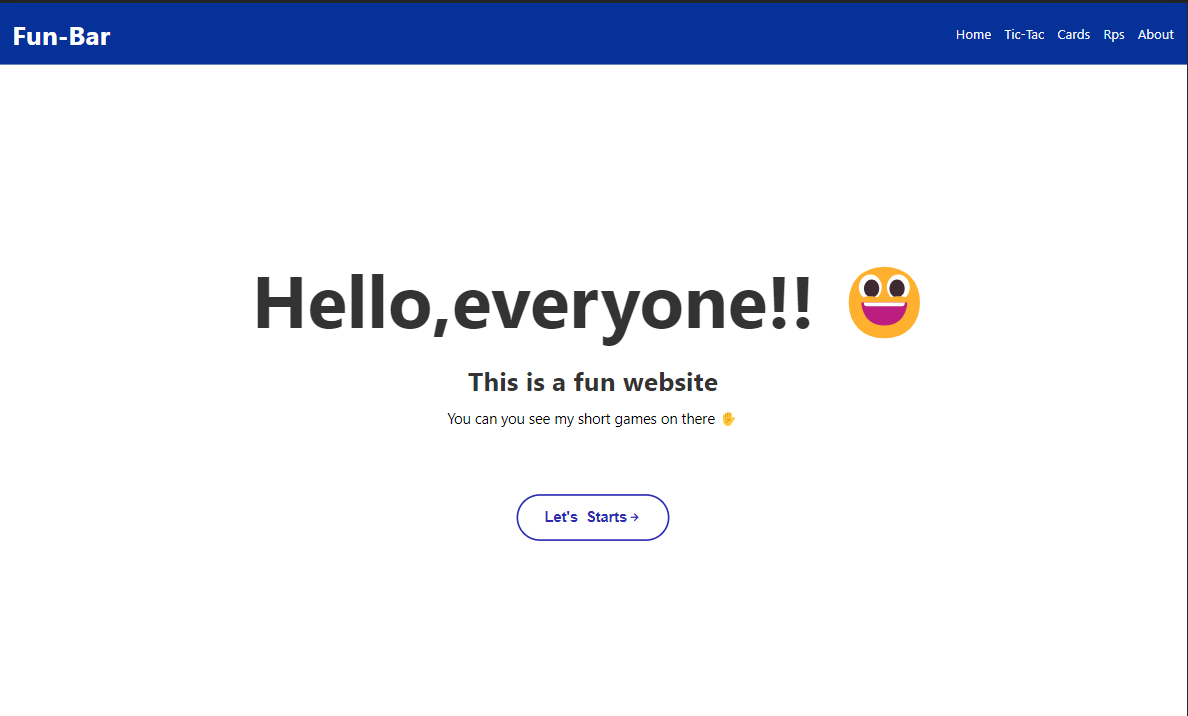 Fun-Bar
Home Tic-Tac Cards Rps About
Hello,everyone!! 😃
This is a fun website
You can you see my short games on there ✋
Let's Starts→